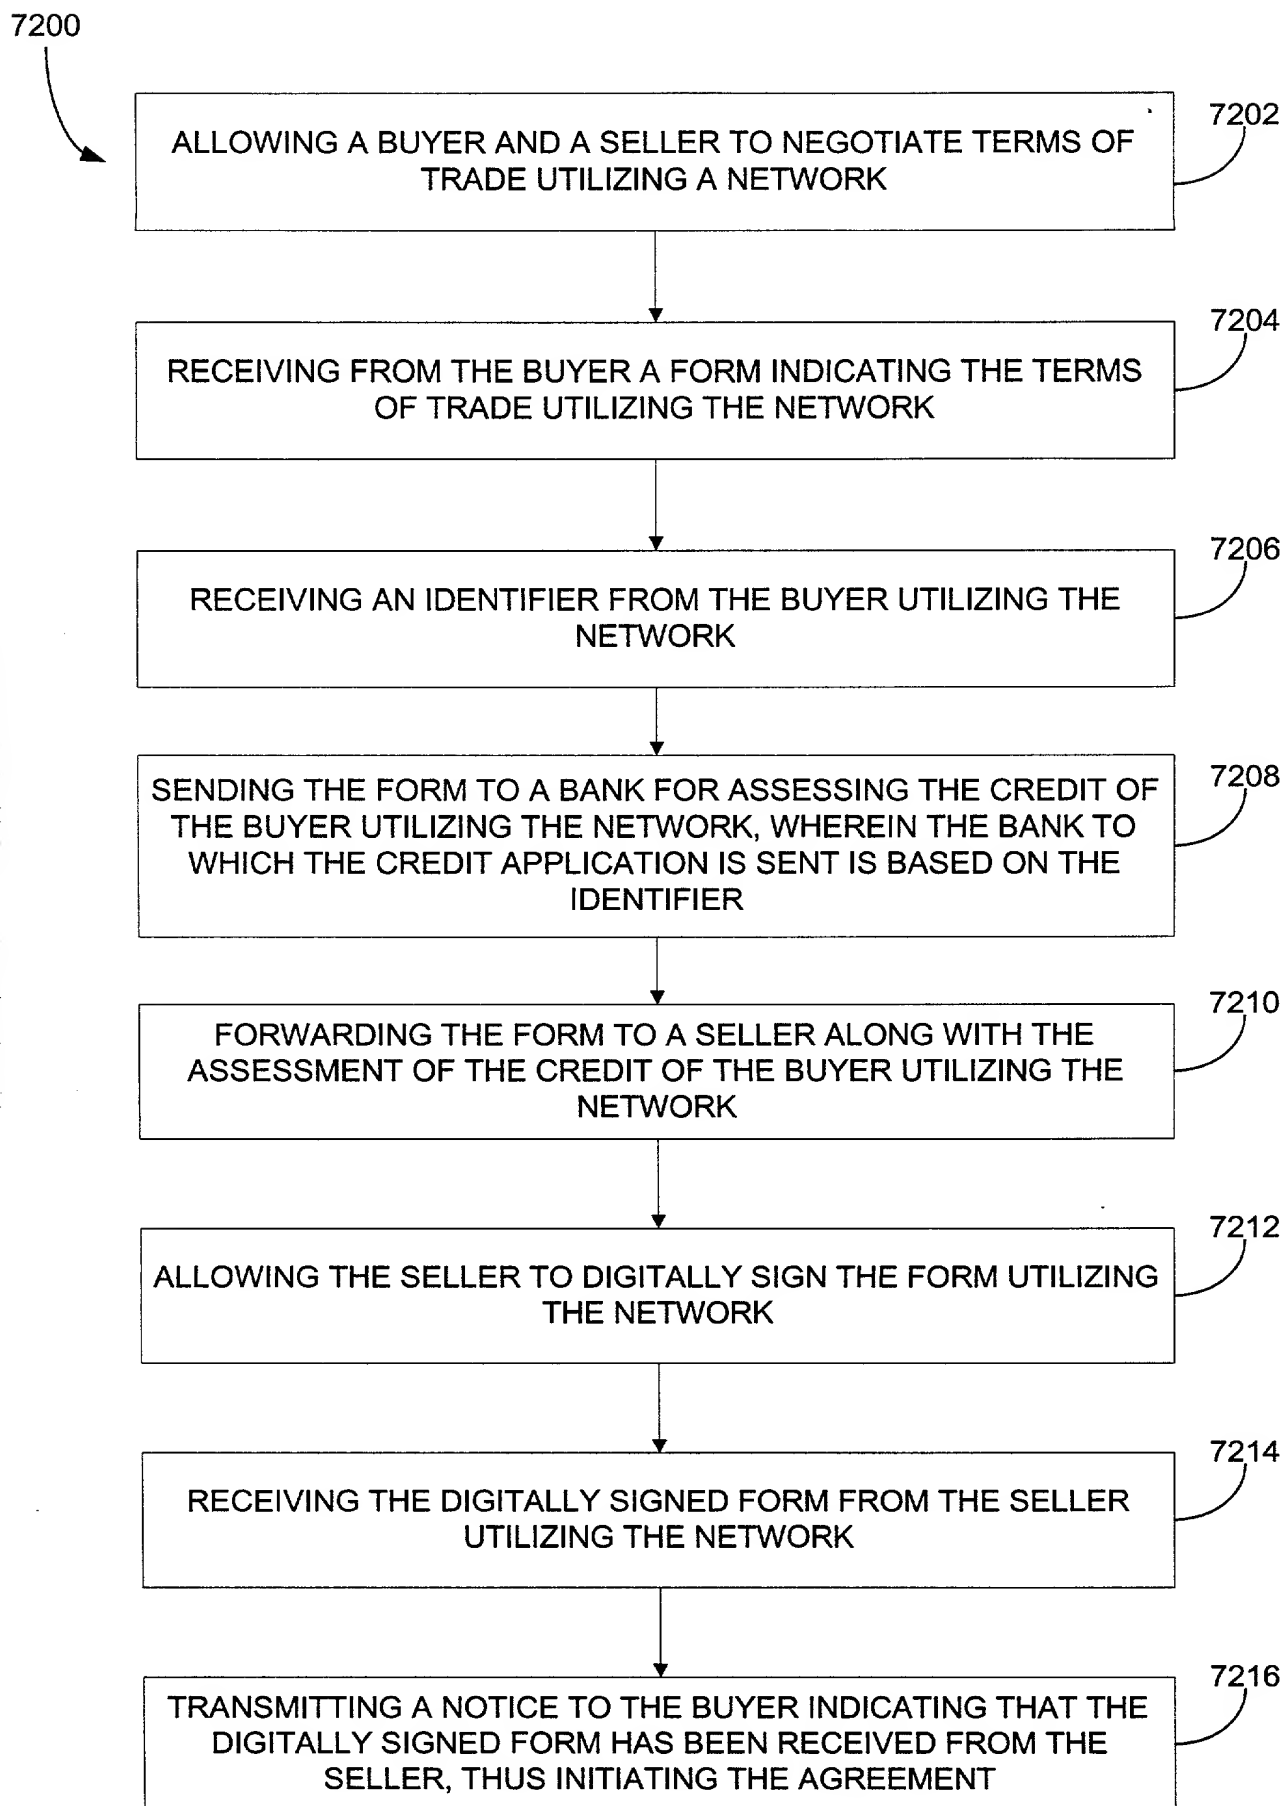 7200
7202
ALLOWING A BUYER AND A SELLER TO NEGOTIATE TERMS OF
TRADE UTILIZING A NETWORK
7204
RECEIVING FROM THE BUYER A FORM INDICATING THE TERMS
OF TRADE UTILIZING THE NETWORK
7206
RECEIVING AN IDENTIFIER FROM THE BUYER UTILIZING THE
NETWORK
7208
SENDING THE FORM TO A BANK FOR ASSESSING THE CREDIT OF
THE BUYER UTILIZING THE NETWORK, WHEREIN THE BANK TO
WHICH THE CREDIT APPLICATION IS SENT IS BASED ON THE
IDENTIFIER
7210
FORWARDING THE FORM TO A SELLER ALONG WITH THE
ASSESSMENT OF THE CREDIT OF THE BUYER UTILIZING THE
NETWORK
7212
ALLOWING THE SELLER TO DIGITALLY SIGN THE FORM UTILIZING
THE NETWORK
7214
RECEIVING THE DIGITALLY SIGNED FORM FROM THE SELLER
UTILIZING THE NETWORK
7216
TRANSMITTING A NOTICE TO THE BUYER INDICATING THAT THE
DIGITALLY SIGNED FORM HAS BEEN RECEIVED FROM THE
SELLER, THUS INITIATING THE AGREEMENT